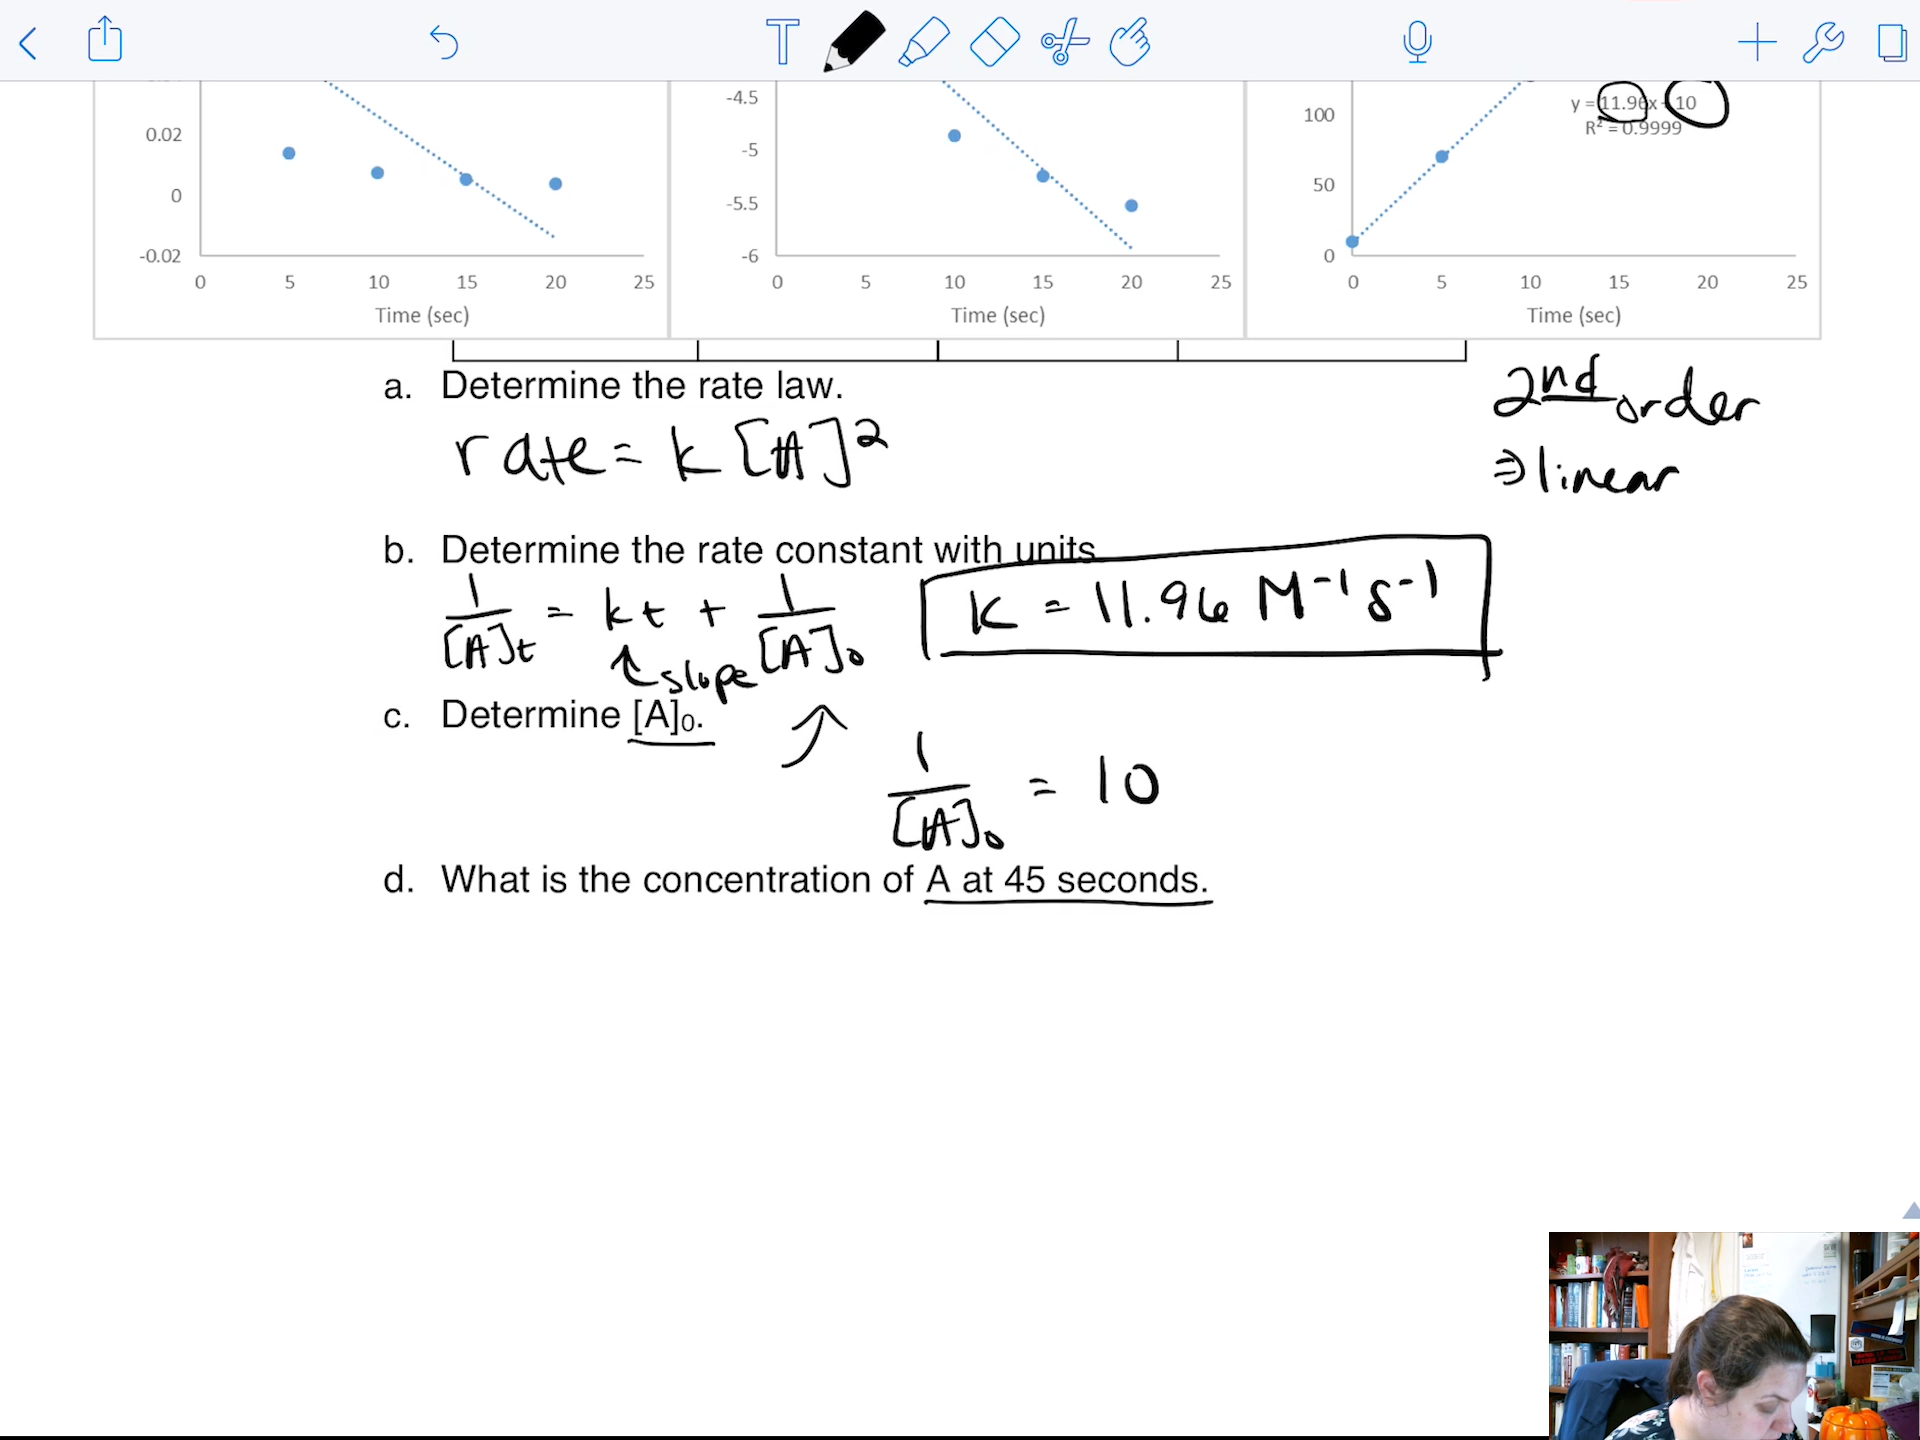 T
0.02
0
-0.02
0 5 10 15 20 25
Time (sec)
-4.5
-5
-5.5
-6
0 5 10 15 20 25
Time (sec)
100
50
0
y = 11.96x + 10
R² = 0.9999
0 5 10 15 20 25
Time (sec)
a. Determine the rate law.
2nd order
⇒ linear
rate = k [A]²
b. Determine the rate constant with units
1/[A]t = kt + 1/[A]₀
slope
K = 11.96 M⁻¹ s⁻¹
c. Determine [A]₀.
1/[A]₀ = 10
d. What is the concentration of A at 45 seconds.